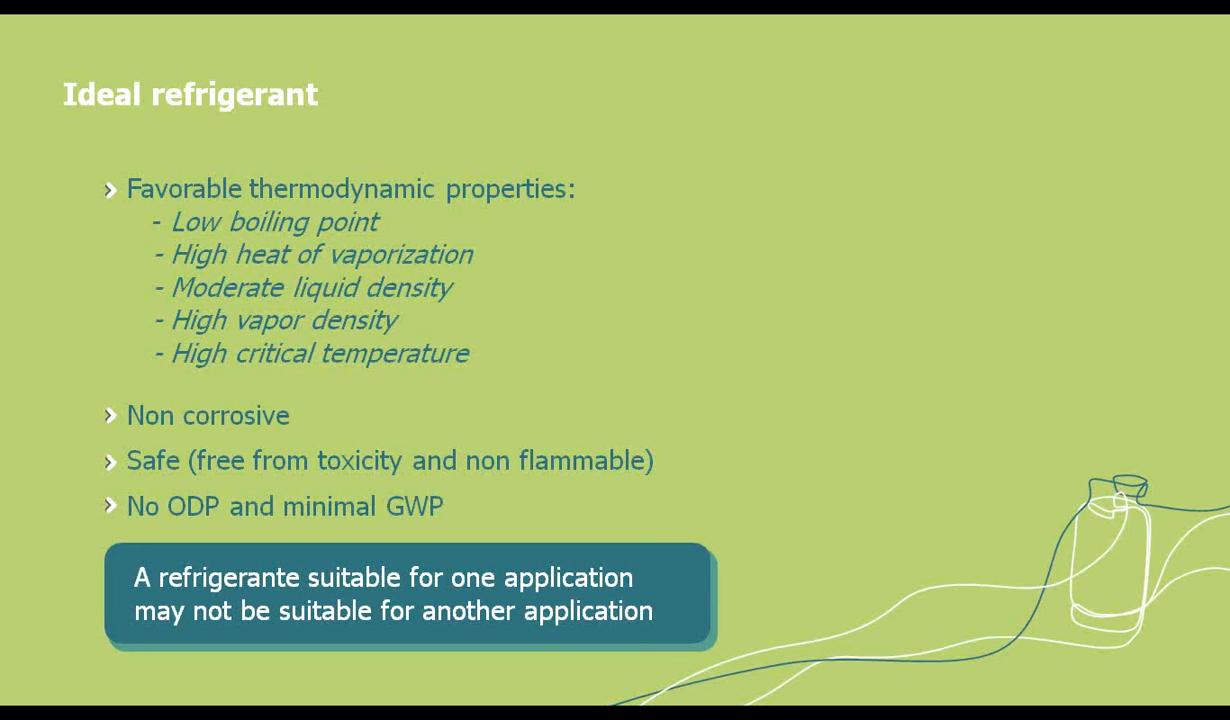 Ideal refrigerant
Favorable thermodynamic properties:
- Low boiling point
- High heat of vaporization
- Moderate liquid density
- High vapor density
- High critical temperature
Non corrosive
Safe (free from toxicity and non flammable)
No ODP and minimal GWP
A refrigerante suitable for one application
may not be suitable for another application